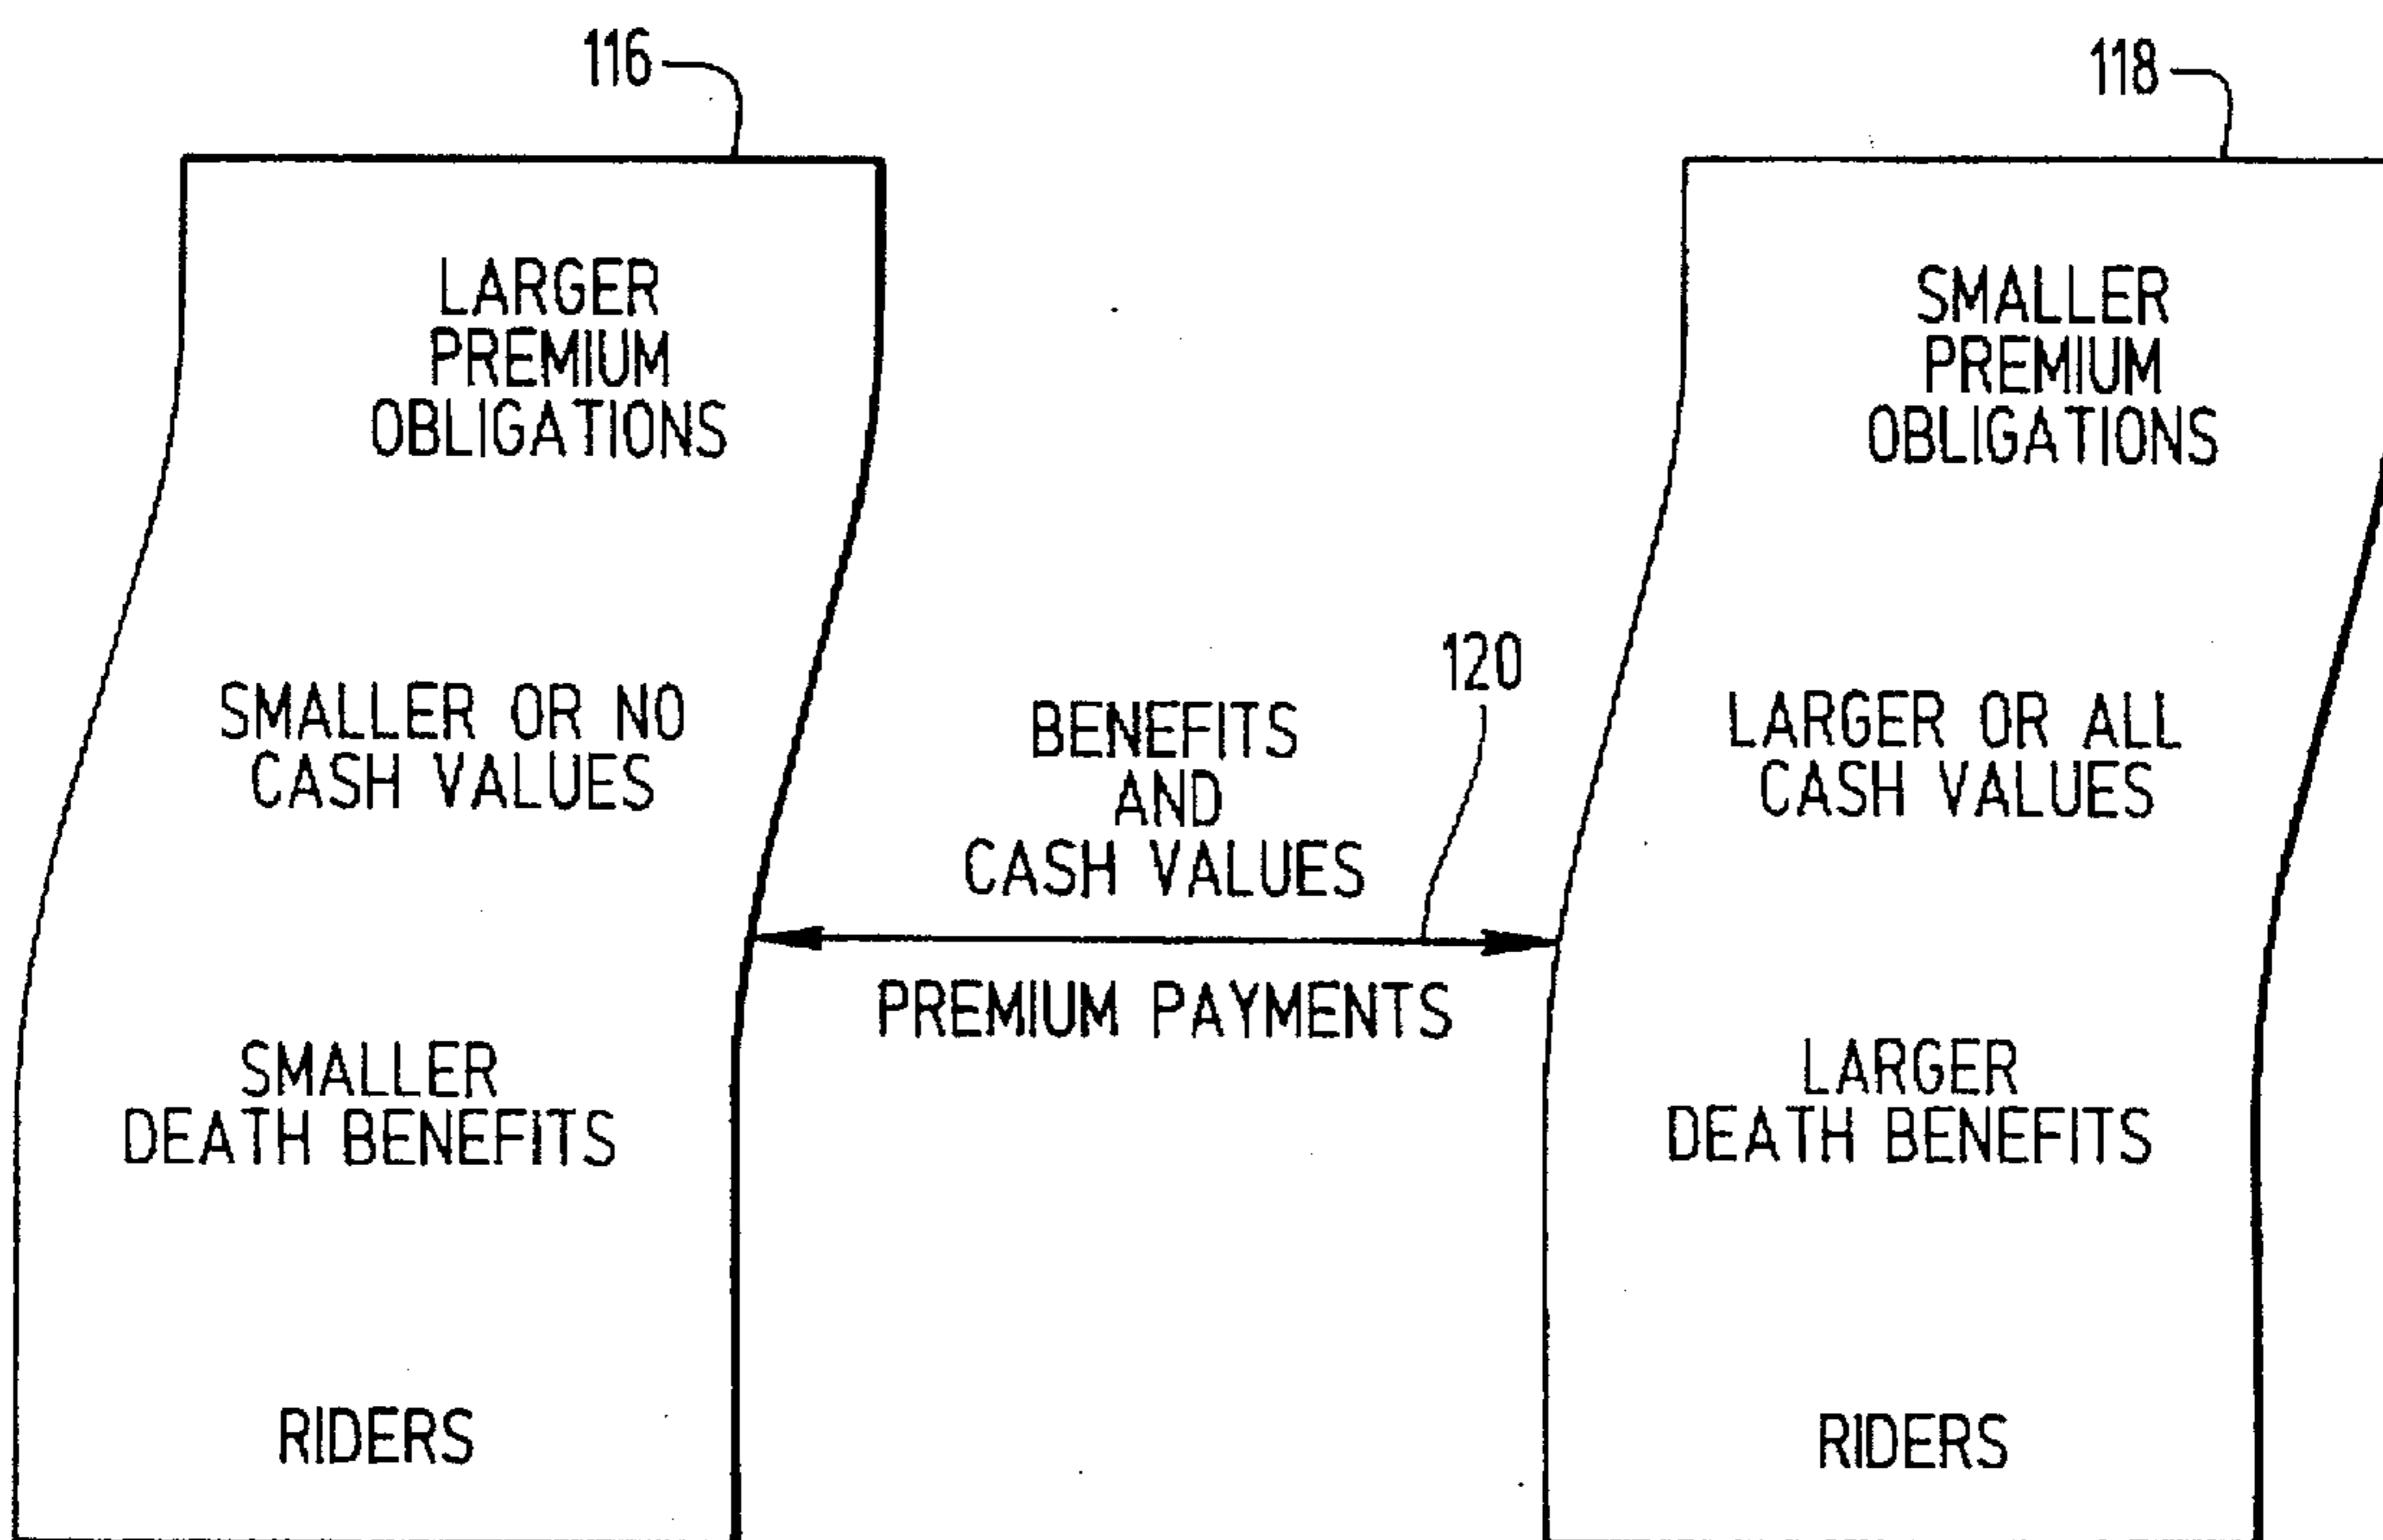 116
LARGER
PREMIUM
OBLIGATIONS
SMALLER OR NO
CASH VALUES
SMALLER
DEATH BENEFITS
RIDERS
120
BENEFITS
AND
CASH VALUES
PREMIUM PAYMENTS
118
SMALLER
PREMIUM
OBLIGATIONS
LARGER OR ALL
CASH VALUES
LARGER
DEATH BENEFITS
RIDERS